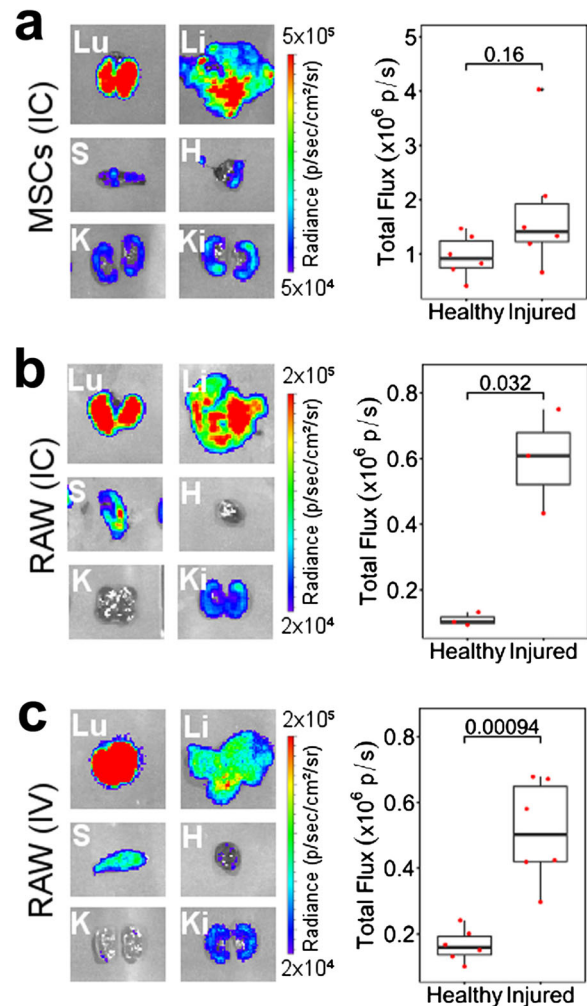 a
MSCs (IC)
Lu
Li
S
H
K
Ki
5x10⁵
Radiance (p/sec/cm²/sr)
5x10⁴
Total Flux (x10⁶ p/s)
5
4
3
2
1
0.16
Healthy Injured
b
RAW (IC)
Lu
Li
S
H
K
Ki
2x10⁵
Radiance (p/sec/cm²/sr)
2x10⁴
Total Flux (x10⁶ p/s)
0.8
0.6
0.4
0.2
0.032
Healthy Injured
c
RAW (IV)
Lu
Li
S
H
K
Ki
2x10⁵
Radiance (p/sec/cm²/sr)
2x10⁴
Total Flux (x10⁶ p/s)
0.8
0.6
0.4
0.2
0.00094
Healthy Injured